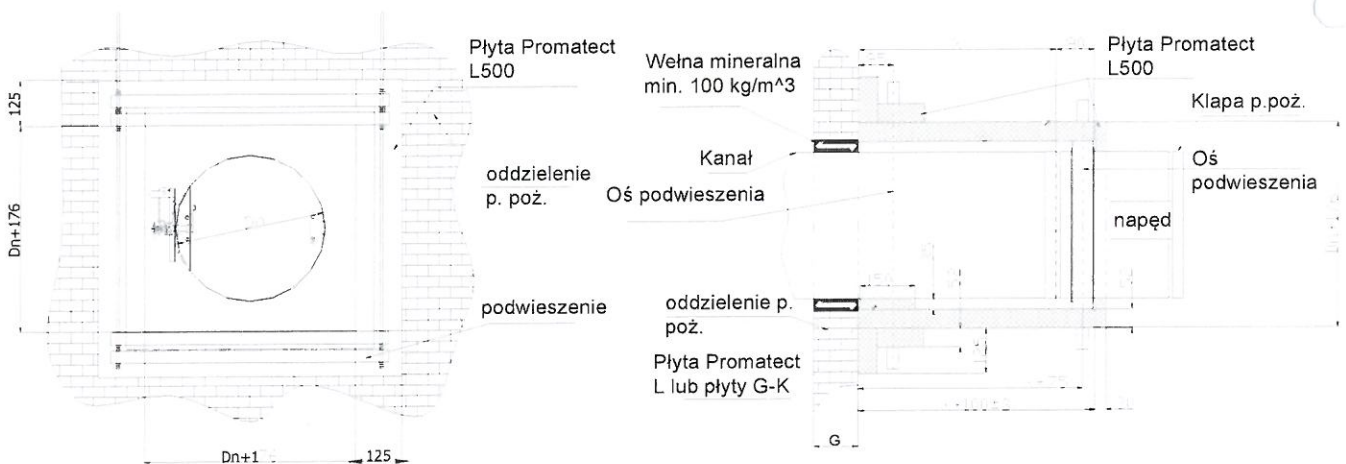 Płyta Promatect
L500
125
oddzielenie
p. poż.
Dn+176
podwieszenie
Dn+1
125
Wełna mineralna
min. 100 kg/m^3
Płyta Promatect
L500
Klapa p.poż.
Kanał
Oś podwieszenia
Oś
podwieszenia
napęd
oddzielenie p.
poż.
Płyta Promatect
L lub płyty G-K
G